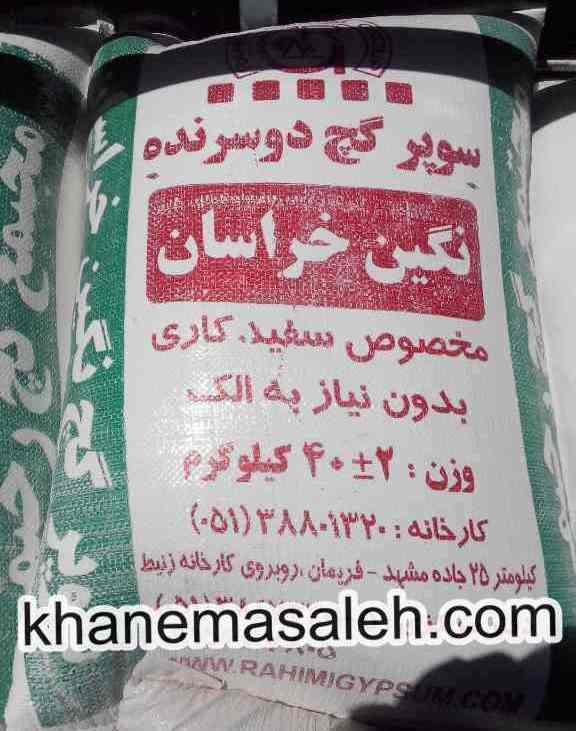 سوپر گچ دوسرنده
نگین خراسان
مخصوص سفید کاری
بدون نیاز به الک
وزن : ۲±۴۰ کیلوگرم
کارخانه : ۳۸۸۰۱۳۲۰ (۰۵۱)
کیلومتر ۲۵ جاده مشهد - فریمان ، روبروی کارخانه زنیط
khanemasaleh.com
WWW.RAHIMIGYPSUM.COM